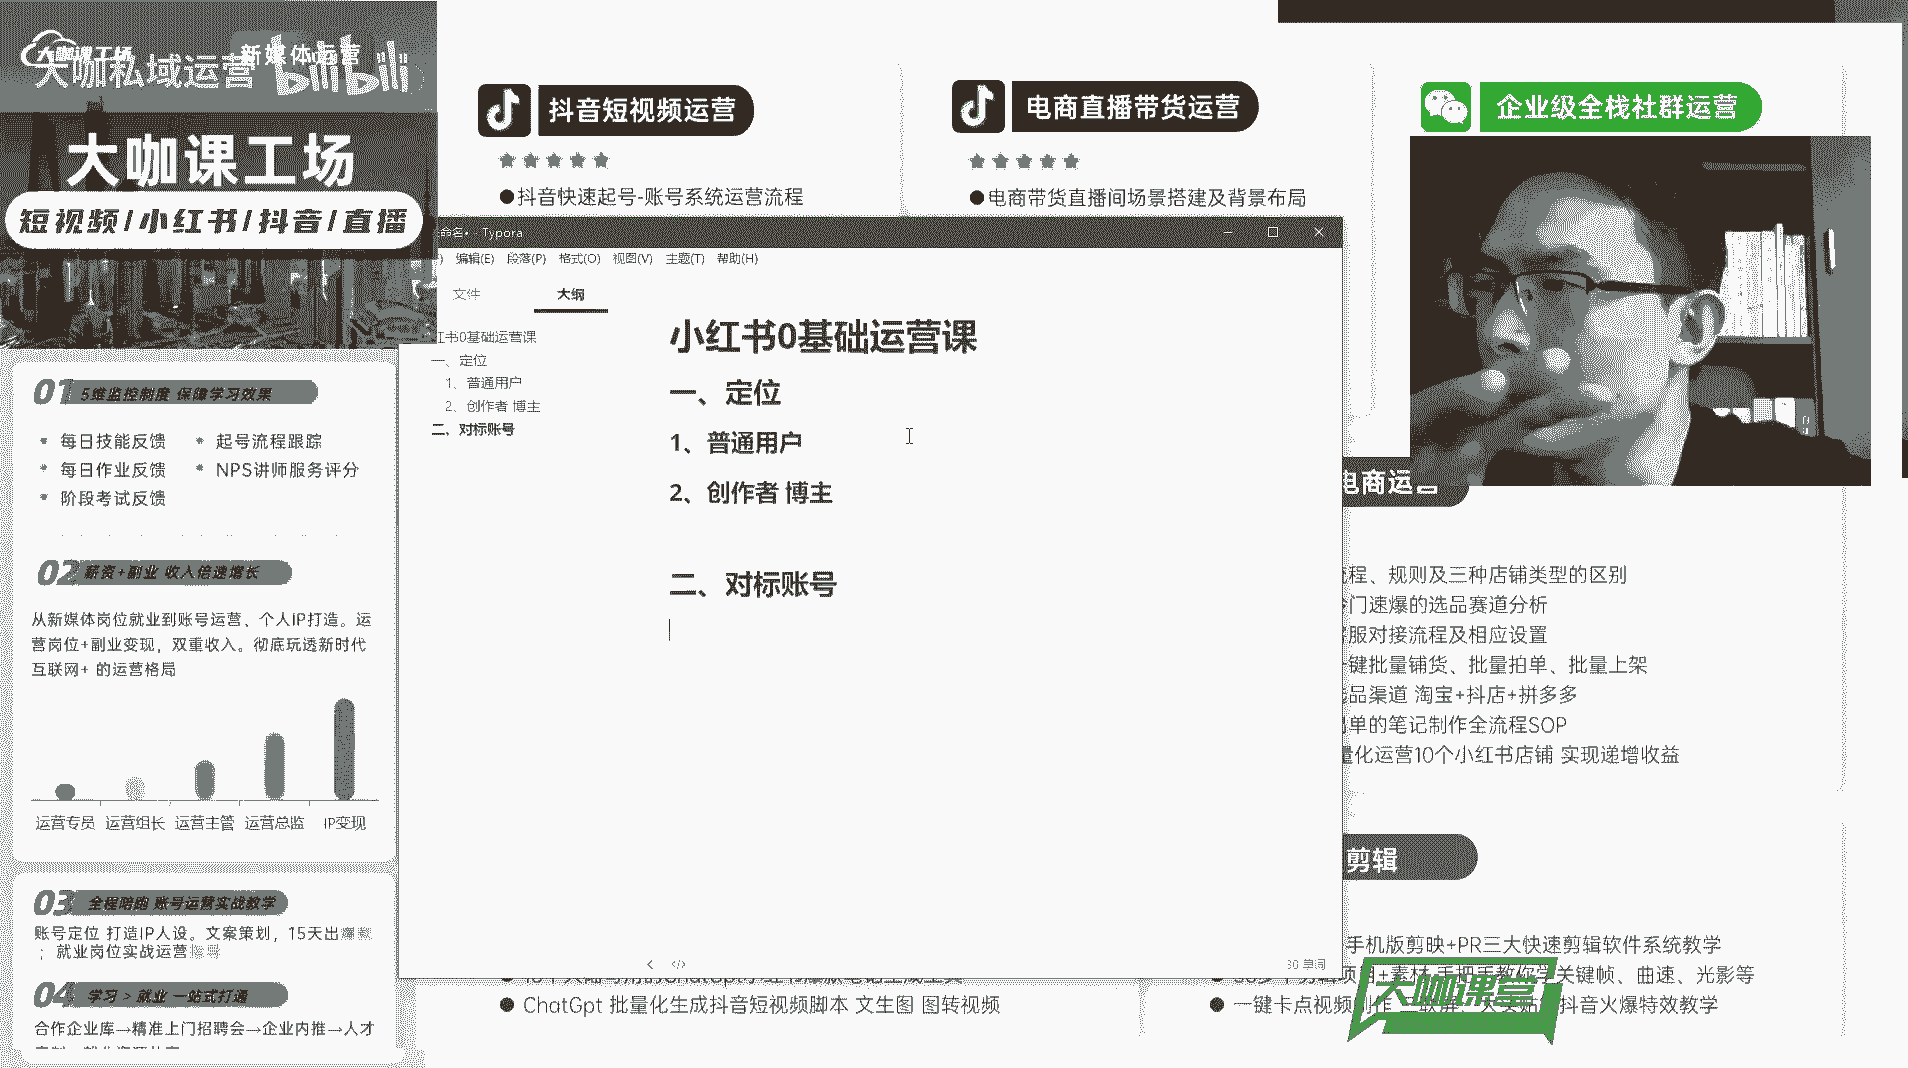 大咖课工场
新媒体运营
大咖私域运营
bilibili
大咖课工场
短视频/小红书/抖音/直播
01 5维监控制度 保障学习效果
每日技能反馈
起号流程跟踪
每日作业反馈
NPS讲师服务评分
阶段考试反馈
02 薪资+副业 收入倍速增长
从新媒体岗位就业到账号运营、个人IP打造。运
营岗位+副业变现，双重收入。彻底玩透新时代
互联网+ 的运营格局
运营专员 运营组长 运营主管 运营总监 IP变现
03 全程陪跑 账号运营实战教学
账号定位 打造IP人设。文案策划，15天出爆款
；就业岗位实战运营
04 学习 > 就业 一站式打通
合作企业库→精准上门招聘会→企业内推→人才
抖音短视频运营
●抖音快速起号-账号系统运营流程
电商直播带货运营
●电商带货直播间场景搭建及背景布局
企业级全栈社群运营
命名• - Typora
编辑(E) 段落(P) 格式(O) 视图(V) 主题(T) 帮助(H)
文件 大纲
红书0基础运营课
一、定位
1、普通用户
2、创作者 博主
二、对标账号
小红书0基础运营课
一、定位
1、普通用户
2、创作者 博主
二、对标账号
30 单词
电商运营
流程、规则及三种店铺类型的区别
冷门速爆的选品赛道分析
客服对接流程及相应设置
一键批量铺货、批量拍单、批量上架
选品渠道 淘宝+抖店+拼多多
出单的笔记制作全流程SOP
量化运营10个小红书店铺 实现递增收益
剪辑
手机版剪映+PR三大快速剪辑软件系统教学
手把手教你学关键帧、曲速、光影等
●一键卡点视频制作
抖音火爆特效教学
●ChatGpt 批量化生成抖音短视频脚本 文生图 图转视频
大咖课堂